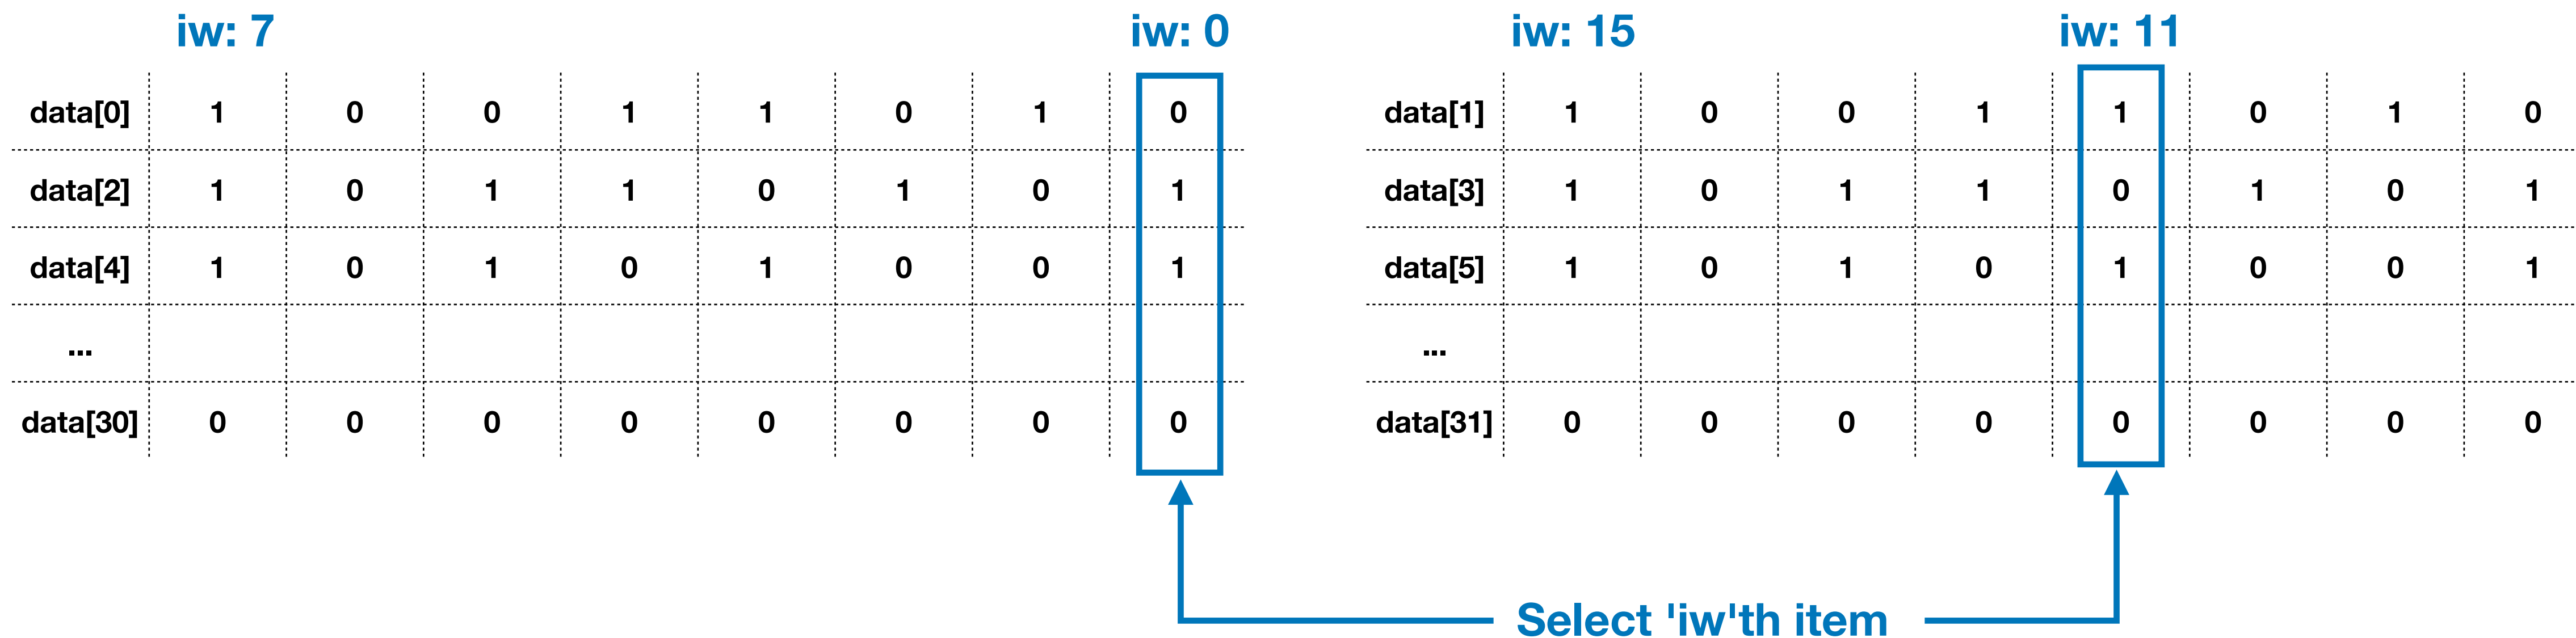 iw: 7 iw: 0 iw: 15 iw: 11
data[0] 1 0 0 1 1 0 1 0 data[1] 1 0 0 1 1 0 1 0
data[2] 1 0 1 1 0 1 0 1 data[3] 1 0 1 1 0 1 0 1
data[4] 1 0 1 0 1 0 0 1 data[5] 1 0 1 0 1 0 0 1
... ...
data[30] 0 0 0 0 0 0 0 0 data[31] 0 0 0 0 0 0 0 0
Select 'iw'th item